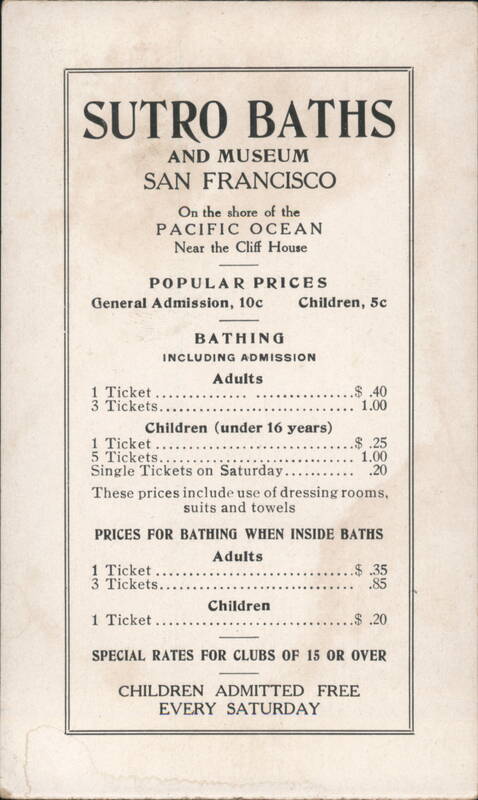 SUTRO BATHS
AND MUSEUM
SAN FRANCISCO
On the shore of the
PACIFIC OCEAN
Near the Cliff House
POPULAR PRICES
General Admission, 10c Children, 5c
BATHING
INCLUDING ADMISSION
Adults
1 Ticket .............. ...............$ .40
3 Tickets................................ 1.00
Children (under 16 years)
1 Ticket ..............................$ .25
5 Tickets................................ 1.00
Single Tickets on Saturday........... .20
These prices include use of dressing rooms,
suits and towels
PRICES FOR BATHING WHEN INSIDE BATHS
Adults
1 Ticket ..............................$ .35
3 Tickets................................ .85
Children
1 Ticket ..............................$ .20
SPECIAL RATES FOR CLUBS OF 15 OR OVER
CHILDREN ADMITTED FREE
EVERY SATURDAY